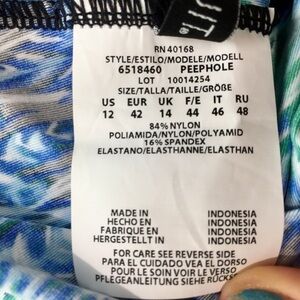 RN 40168
STYLE/ESTILO/MODELE/MODELL
6518460 PEEPHOLE
LOT 10014254
SIZE/TALLA/TAILLE/GRÖßE
US EUR UK F/E IT RU
12 42 14 44 46 48
84% NYLON
POLIAMIDA/NYLON/POLYAMID
16% SPANDEX
ELASTANO/ELASTHANNE/ELASTHAN
MADE IN INDONESIA
HECHO EN INDONESIA
FABRIQUE EN INDONESIA
HERGESTELLT IN INDONESIA
FOR CARE SEE REVERSE SIDE
PARA EL CUIDADO VEA EL DORSO
POUR LE SOIN VOIR LE VERSO
PFLEGEANLEITUNG SIEHE